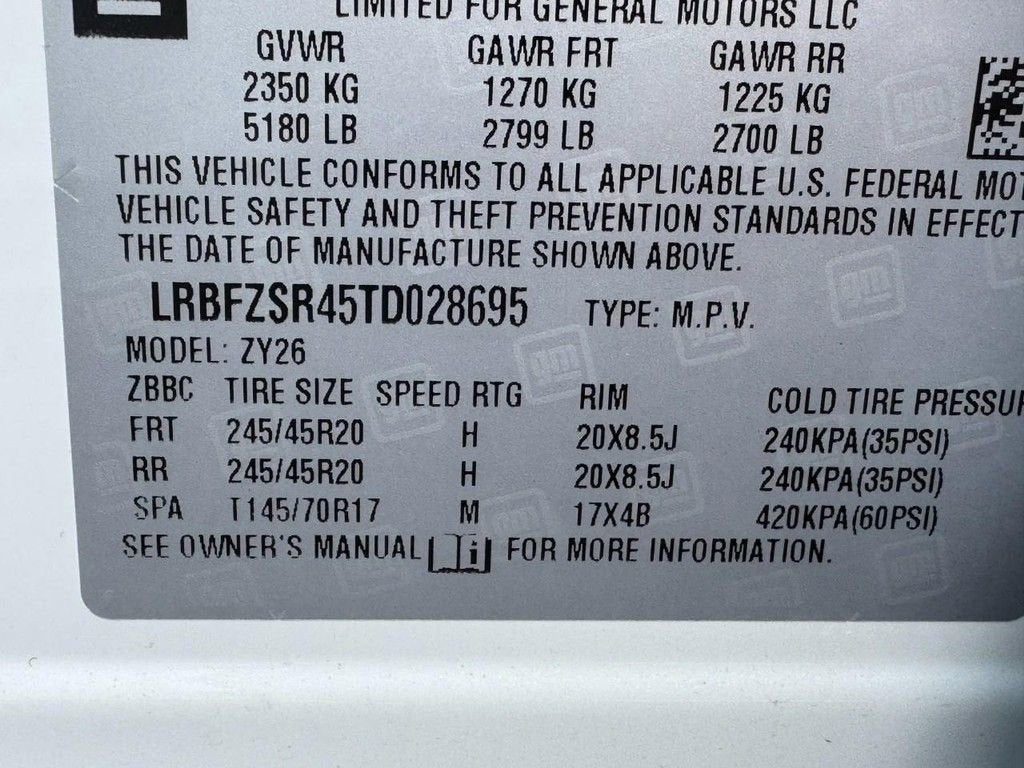 LIMITED FOR GENERAL MOTORS LLC
GVWR GAWR FRT GAWR RR
2350 KG 1270 KG 1225 KG
5180 LB 2799 LB 2700 LB
THIS VEHICLE CONFORMS TO ALL APPLICABLE U.S. FEDERAL MOT
VEHICLE SAFETY AND THEFT PREVENTION STANDARDS IN EFFECT
THE DATE OF MANUFACTURE SHOWN ABOVE.
LRBFZSR45TD028695 TYPE: M.P.V.
MODEL: ZY26
ZBBC TIRE SIZE SPEED RTG RIM COLD TIRE PRESSUR
FRT 245/45R20 H 20X8.5J 240KPA(35PSI)
RR 245/45R20 H 20X8.5J 240KPA(35PSI)
SPA T145/70R17 M 17X4B 420KPA(60PSI)
SEE OWNER'S MANUAL i FOR MORE INFORMATION.